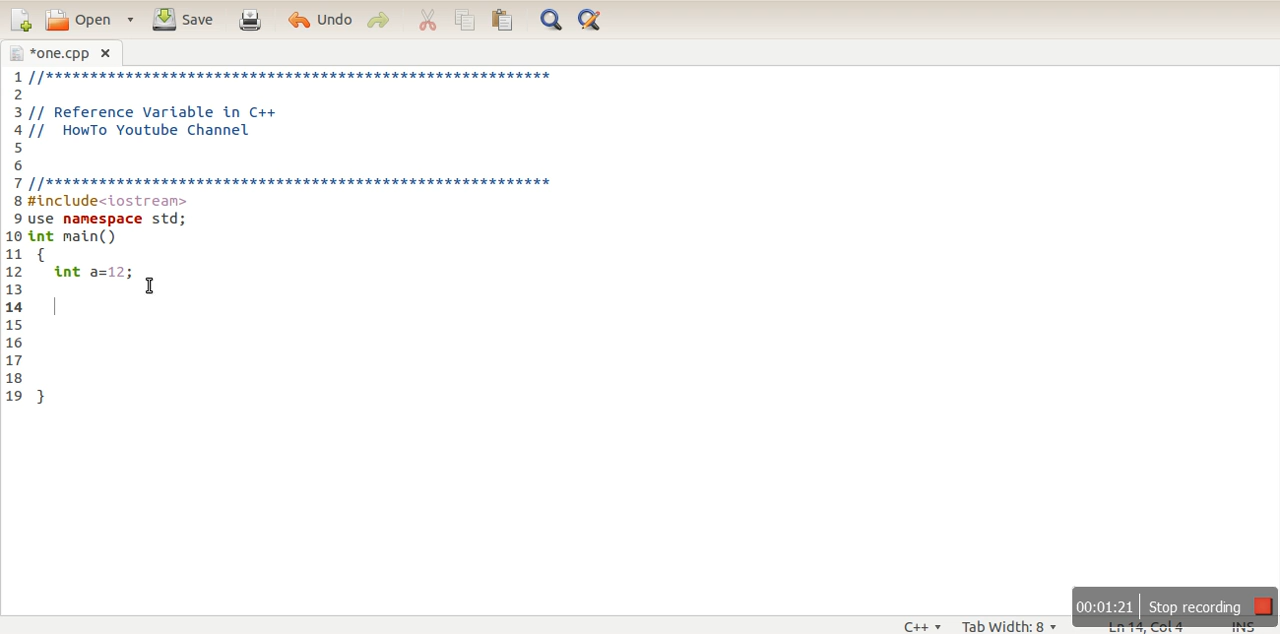 Open Save Undo
*one.cpp
1 //*********************************************************
2
3 // Reference Variable in C++
4 //  HowTo Youtube Channel
5
6
7 //*********************************************************
8 #include<iostream>
9 use namespace std;
10 int main()
11 {
12   int a=12;
13
14
15
16
17
18
19 }
00:01:21 Stop recording
C++ Tab Width: 8 Ln 14, Col 4 INS